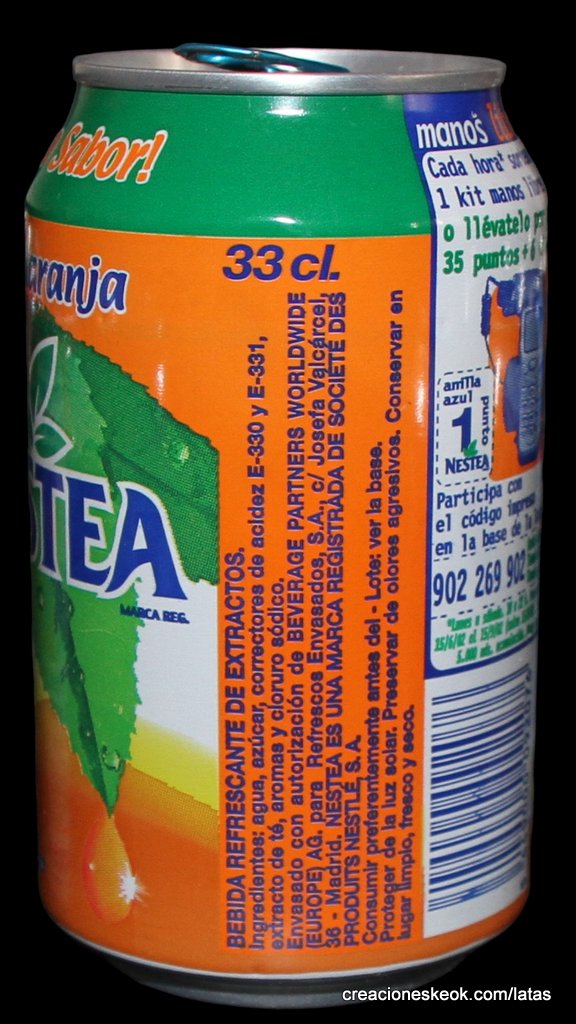 Sabor!
33 cl.
BEBIDA REFRESCANTE DE EXTRACTOS.
Ingredientes: agua, azúcar, correctores de acidez E-330 y E-331,
extracto de té, aromas y cloruro sódico.
Envasado con autorización de BEVERAGE PARTNERS WORLDWIDE
(EUROPE) AG. para Refrescos Envasados, S.A., c/ Josefa Valcárcel,
36 - Madrid. NESTEA ES UNA MARCA REGISTRADA DE SOCIÉTÉ DES
PRODUITS NESTLÉ, S. A.
Consumir preferentemente antes del - Lote: ver la base.
Proteger de la luz solar. Preservar de olores agresivos. Conservar en
lugar limpio, fresco y seco.
aranja
STEA
MARCA REG.
manos
Cada hora*
1 kit manos
o llévatelo
35 puntos +
anilla
azul
1
punto
NESTEA
Participa con
el código
en la base de
902 269 902
creacioneskeok.com/latas